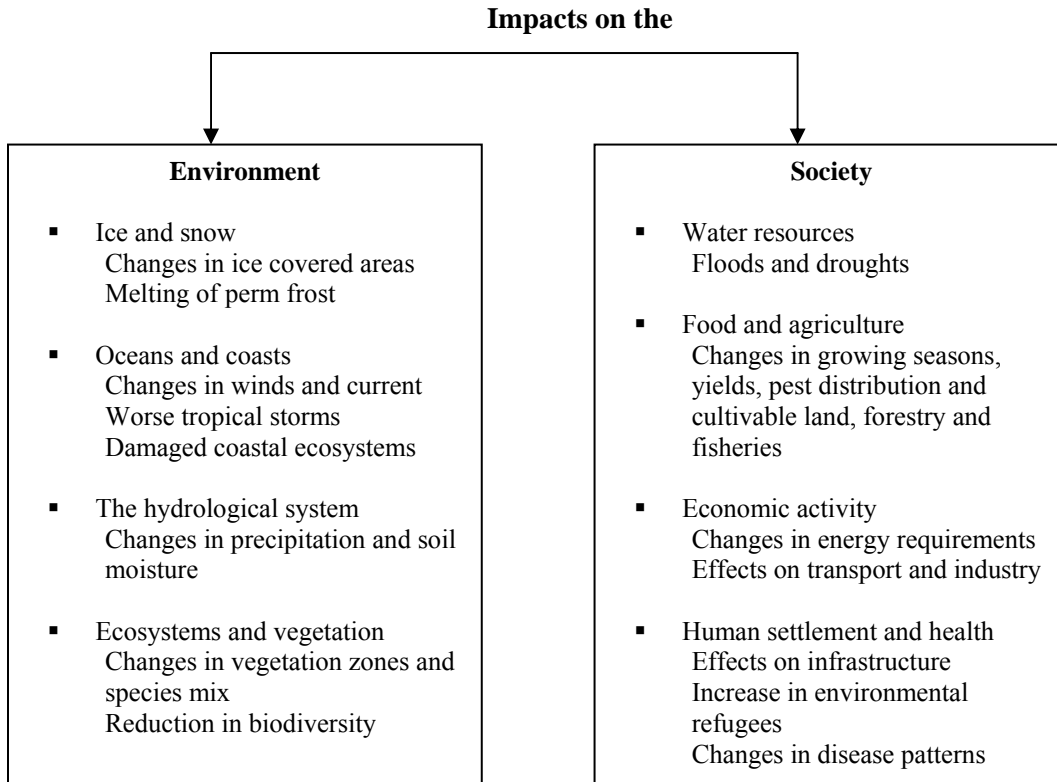 Impacts on the
Environment
▪ Ice and snow
Changes in ice covered areas
Melting of perm frost
▪ Oceans and coasts
Changes in winds and current
Worse tropical storms
Damaged coastal ecosystems
▪ The hydrological system
Changes in precipitation and soil
moisture
▪ Ecosystems and vegetation
Changes in vegetation zones and
species mix
Reduction in biodiversity
Society
▪ Water resources
Floods and droughts
▪ Food and agriculture
Changes in growing seasons,
yields, pest distribution and
cultivable land, forestry and
fisheries
▪ Economic activity
Changes in energy requirements
Effects on transport and industry
▪ Human settlement and health
Effects on infrastructure
Increase in environmental
refugees
Changes in disease patterns